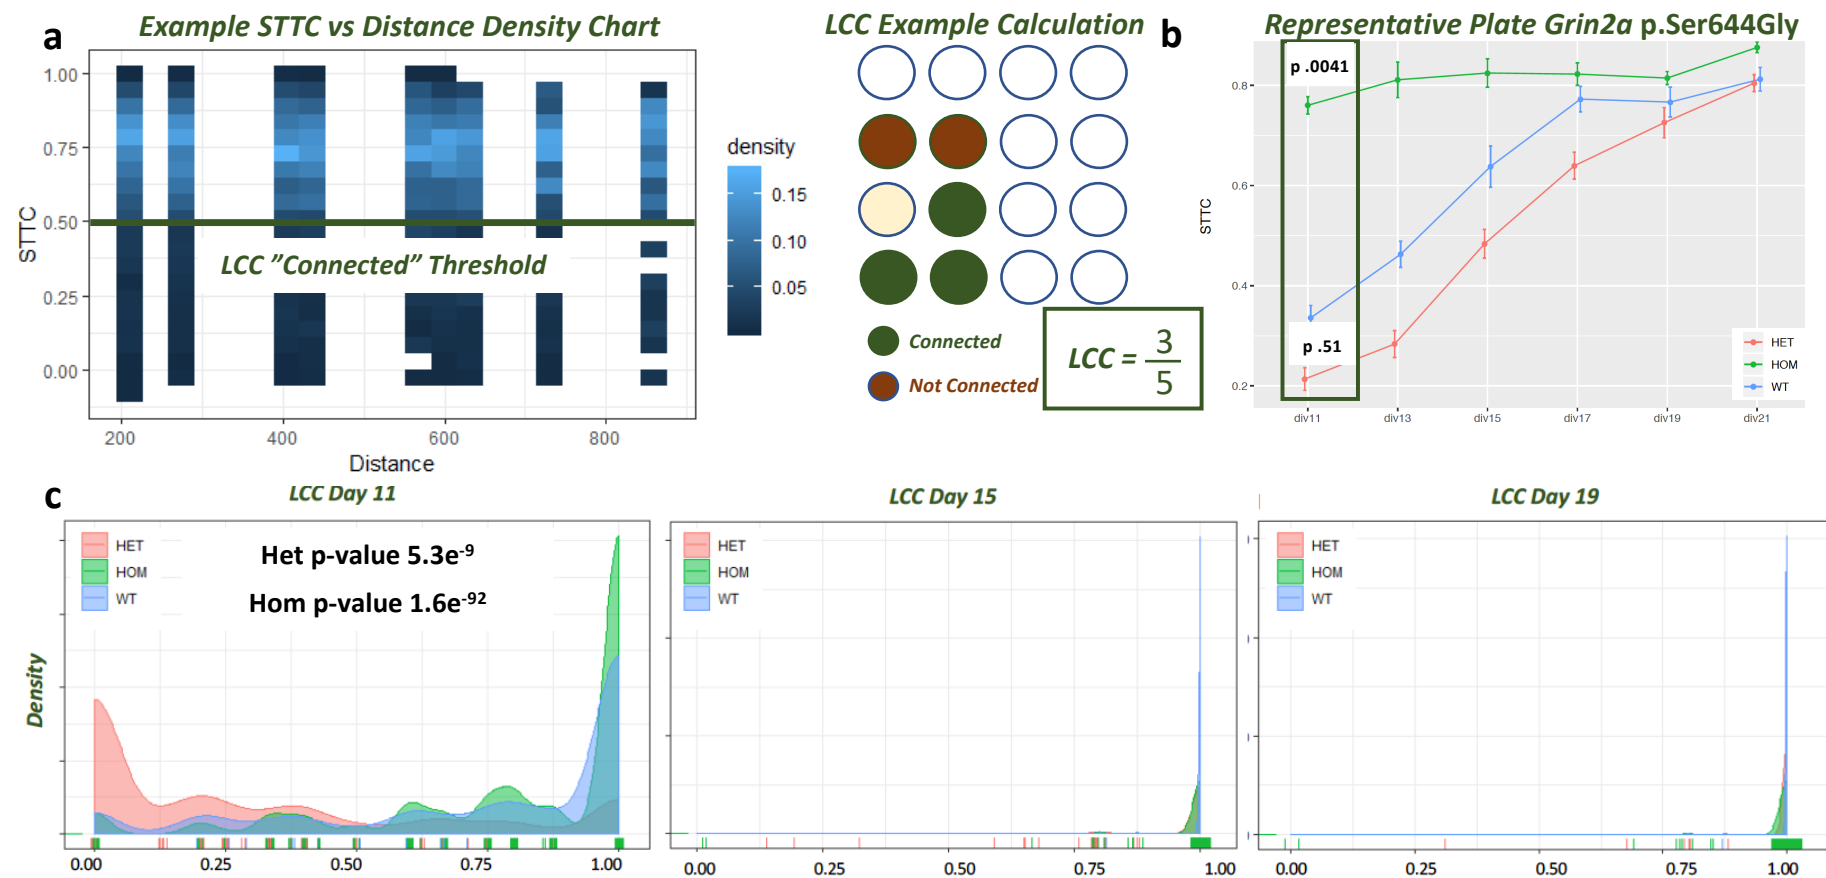 a
Example STTC vs Distance Density Chart
1.00
0.75
0.50
0.25
0.00
STTC
LCC ”Connected” Threshold
200
400
600
800
Distance
density
0.15
0.10
0.05
LCC Example Calculation
Connected
Not Connected
LCC = 3
5
b
Representative Plate Grin2a p.Ser644Gly
p .0041
p .51
0.8
0.6
0.4
0.2
STTC
HET
HOM
WT
div11
div13
div15
div17
div19
div21
c
LCC Day 11
HET
HOM
WT
Het p-value 5.3e-9
Hom p-value 1.6e-92
Density
0.00
0.25
0.50
0.75
1.00
LCC Day 15
HET
HOM
WT
0.00
0.25
0.50
0.75
1.00
LCC Day 19
HET
HOM
WT
0.00
0.25
0.50
0.75
1.00